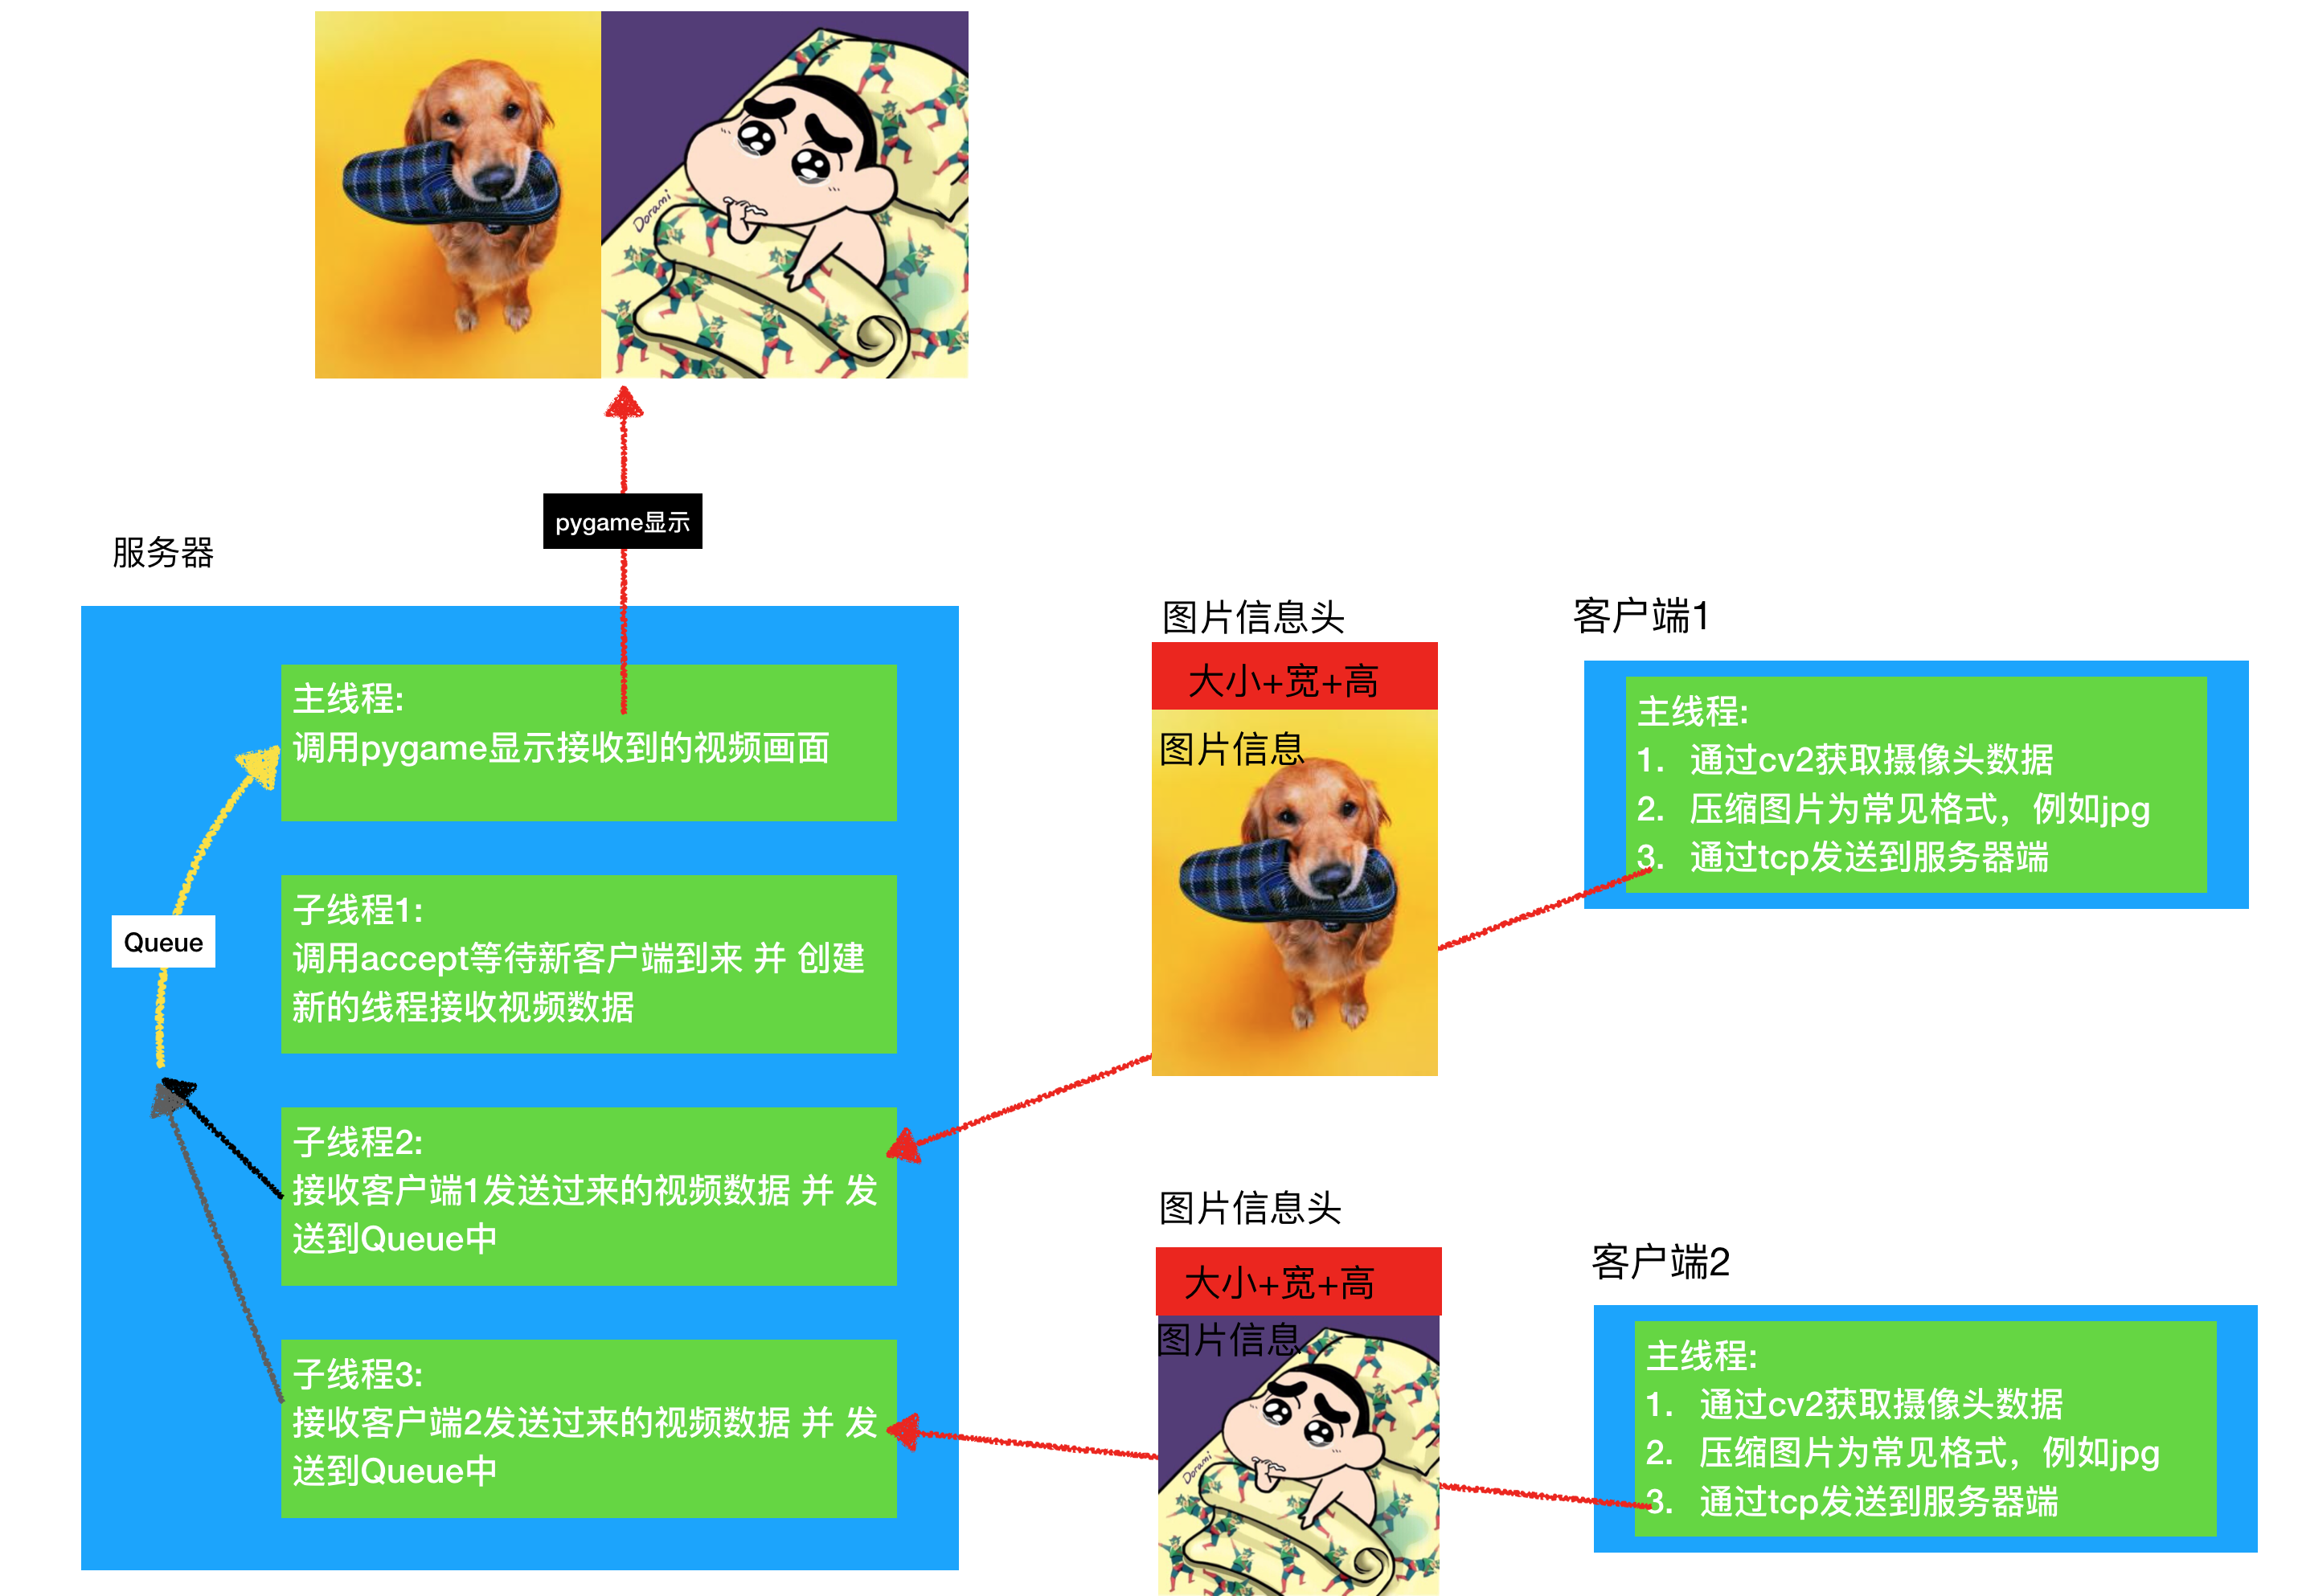 Dorami
pygame显示
服务器
主线程:
调用pygame显示接收到的视频画面
Queue
子线程1:
调用accept等待新客户端到来 并 创建
新的线程接收视频数据
子线程2:
接收客户端1发送过来的视频数据 并 发
送到Queue中
子线程3:
接收客户端2发送过来的视频数据 并 发
送到Queue中
图片信息头
大小+宽+高
图片信息
客户端1
主线程:
1. 通过cv2获取摄像头数据
2. 压缩图片为常见格式，例如jpg
3. 通过tcp发送到服务器端
图片信息头
大小+宽+高
图片信息
Dorami
客户端2
主线程:
1. 通过cv2获取摄像头数据
2. 压缩图片为常见格式，例如jpg
3. 通过tcp发送到服务器端